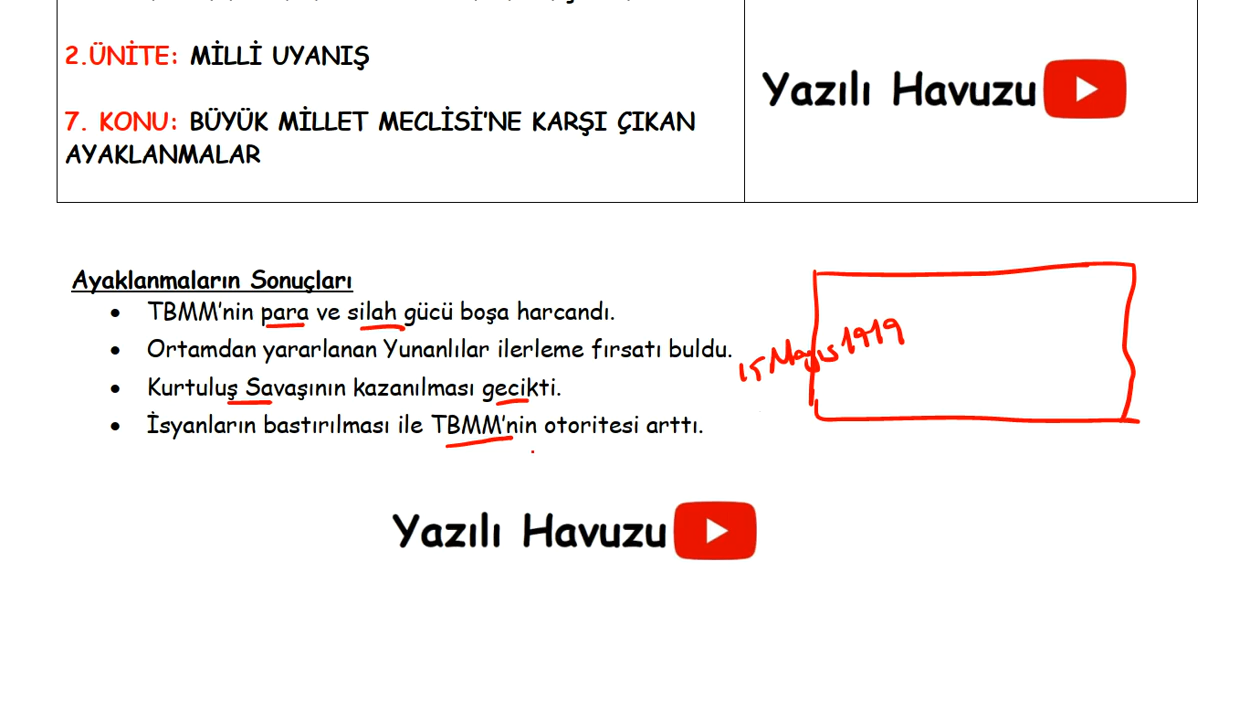 2.ÜNİTE: MİLLİ UYANIŞ
Yazılı Havuzu
7. KONU: BÜYÜK MİLLET MECLİSİ'NE KARŞI ÇIKAN
AYAKLANMALAR
Ayaklanmaların Sonuçları
• TBMM'nin para ve silah gücü boşa harcandı.
• Ortamdan yararlanan Yunanlılar ilerleme fırsatı buldu.
15 Mayıs 1919
• Kurtuluş Savaşının kazanılması gecikti.
• İsyanların bastırılması ile TBMM'nin otoritesi arttı.
Yazılı Havuzu